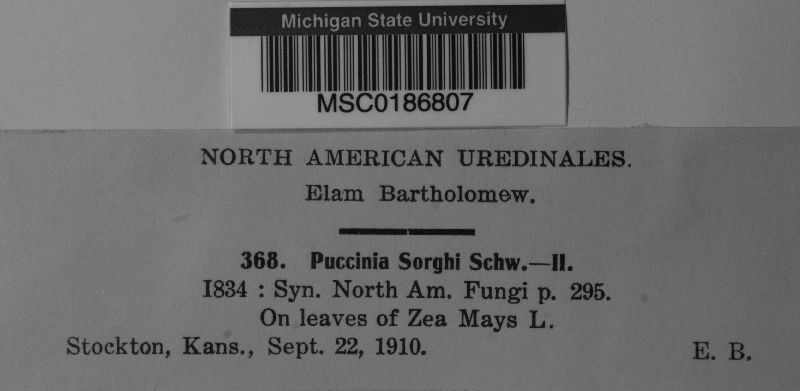 Michigan State University
MSC0186807
NORTH AMERICAN UREDINALES.
Elam Bartholomew.
368. Puccinia Sorghi Schw.—II.
1834 : Syn. North Am. Fungi p. 295.
On leaves of Zea Mays L.
Stockton, Kans., Sept. 22, 1910. E. B.